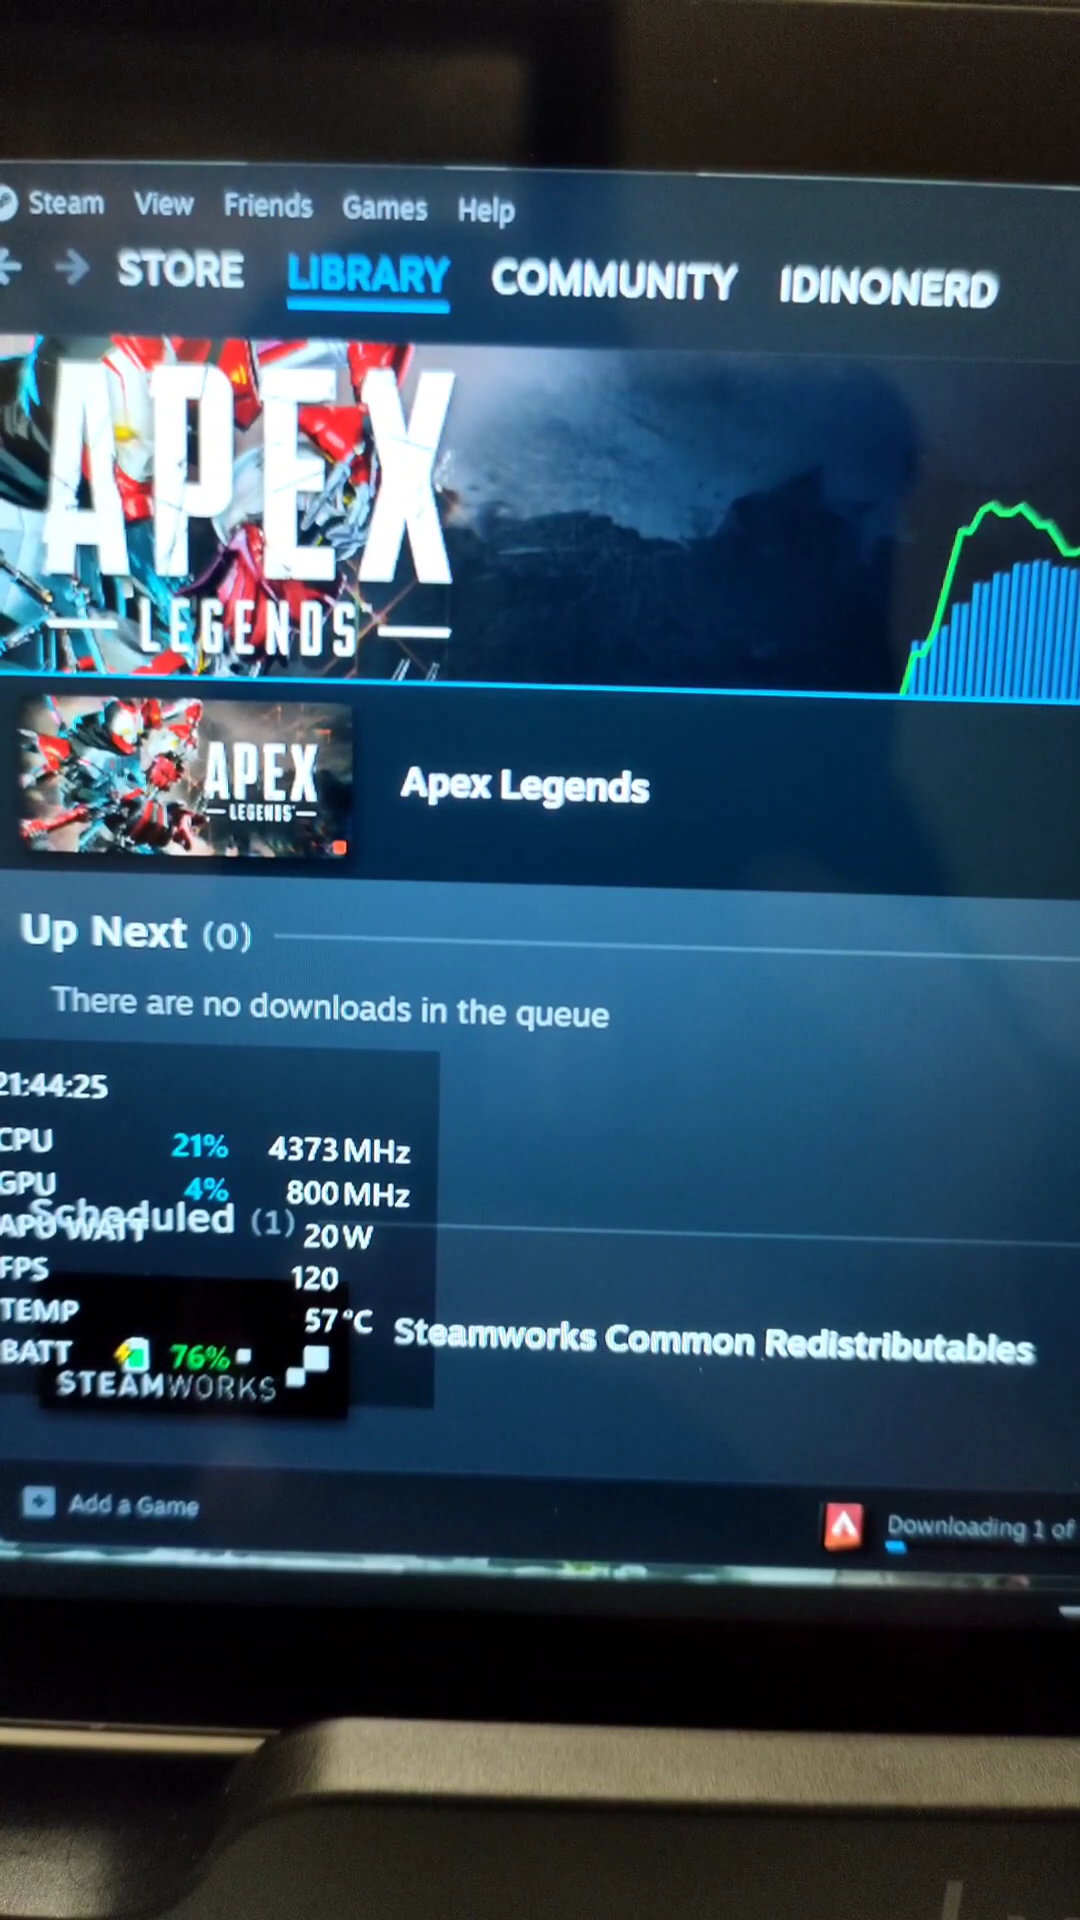 Steam View Friends Games Help
STORE LIBRARY COMMUNITY IDINONERD
APEX
LEGENDS
APEX
LEGENDS
Apex Legends
Up Next (0)
There are no downloads in the queue
21:44:25
CPU 21% 4373 MHz
GPU 4% 800 MHz
Scheduled (1)
APU WATT 20 W
FPS 120
TEMP 57°C
Steamworks Common Redistributables
BATT 76%
STEAMWORKS
Add a Game
Downloading 1 of